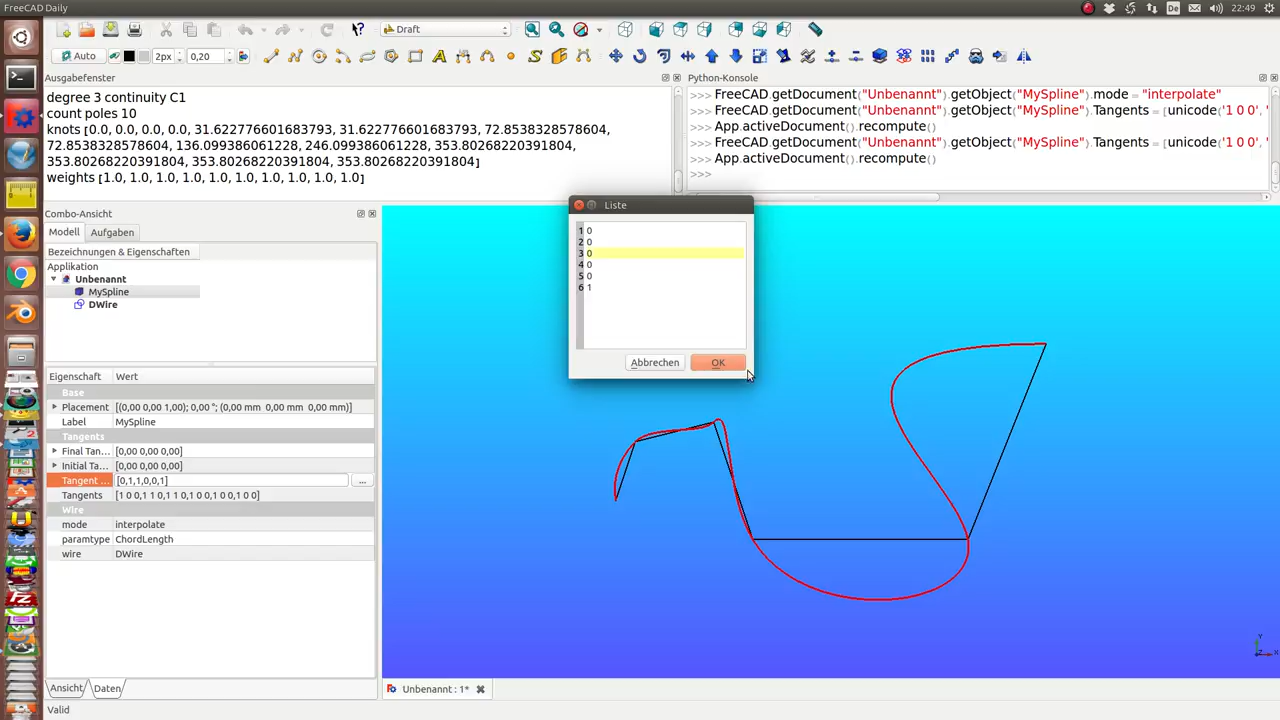 FreeCAD Daily
De
22:49
Draft
Auto
2px
0,20
Ausgabefenster
degree 3 continuity C1
count poles 10
knots [0.0, 0.0, 0.0, 0.0, 31.622776601683793, 31.622776601683793, 72.8538328578604,
72.8538328578604, 136.099386061228, 246.099386061228, 353.80268220391804,
353.80268220391804, 353.80268220391804, 353.80268220391804]
weights [1.0, 1.0, 1.0, 1.0, 1.0, 1.0, 1.0, 1.0, 1.0, 1.0]
Python-Konsole
>>> FreeCAD.getDocument("Unbenannt").getObject("MySpline").mode = "interpolate"
>>> FreeCAD.getDocument("Unbenannt").getObject("MySpline").Tangents = [unicode('1 0 0',
>>> App.activeDocument().recompute()
>>> FreeCAD.getDocument("Unbenannt").getObject("MySpline").Tangents = [unicode('1 0 0',
>>> App.activeDocument().recompute()
>>>
Combo-Ansicht
Modell
Aufgaben
Bezeichnungen & Eigenschaften
Applikation
Unbenannt
MySpline
DWire
Liste
1 0
2 0
3 0
4 0
5 0
6 1
Abbrechen
OK
Eigenschaft
Wert
Base
Placement
[(0,00 0,00 1,00); 0,00 °; (0,00 mm 0,00 mm 0,00 mm)]
Label
MySpline
Tangents
Final Tan...
[0,00 0,00 0,00]
Initial Ta...
[0,00 0,00 0,00]
Tangent ...
[0,1,1,0,0,1]
...
Tangents
[1 0 0,1 1 0,1 1 0,1 0 0,1 0 0,1 0 0]
Wire
mode
interpolate
paramtype
ChordLength
wire
DWire
Ansicht
Daten
Unbenannt : 1*
Valid
Y
X